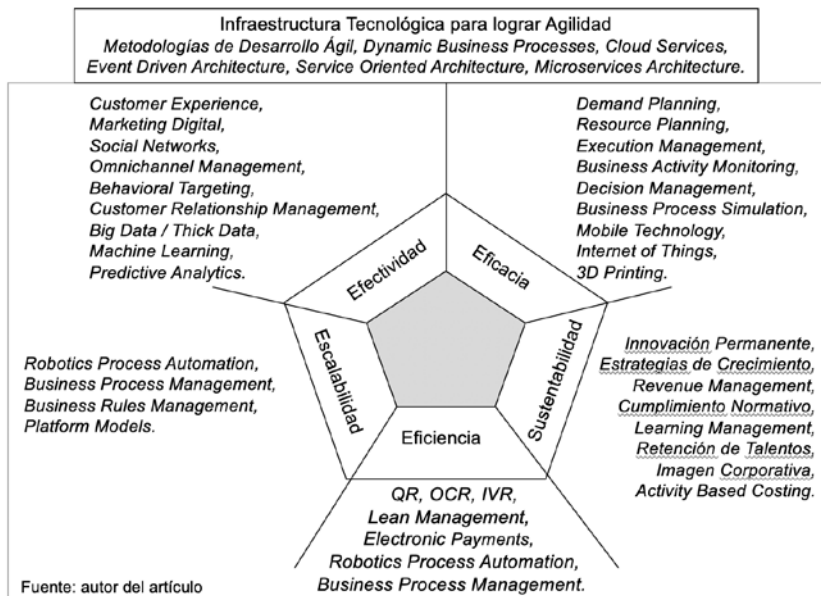 Infraestructura Tecnológica para lograr Agilidad
Metodologías de Desarrollo Ágil, Dynamic Business Processes, Cloud Services,
Event Driven Architecture, Service Oriented Architecture, Microservices Architecture.
Customer Experience,
Marketing Digital,
Social Networks,
Omnichannel Management,
Behavioral Targeting,
Customer Relationship Management,
Big Data / Thick Data,
Machine Learning,
Predictive Analytics.
Demand Planning,
Resource Planning,
Execution Management,
Business Activity Monitoring,
Decision Management,
Business Process Simulation,
Mobile Technology,
Internet of Things,
3D Printing.
Efectividad
Eficacia
Escalabilidad
Sustentabilidad
Eficiencia
Robotics Process Automation,
Business Process Management,
Business Rules Management,
Platform Models.
Innovación Permanente,
Estrategias de Crecimiento,
Revenue Management,
Cumplimiento Normativo,
Learning Management,
Retención de Talentos,
Imagen Corporativa,
Activity Based Costing.
QR, OCR, IVR,
Lean Management,
Electronic Payments,
Robotics Process Automation,
Business Process Management.
Fuente: autor del artículo